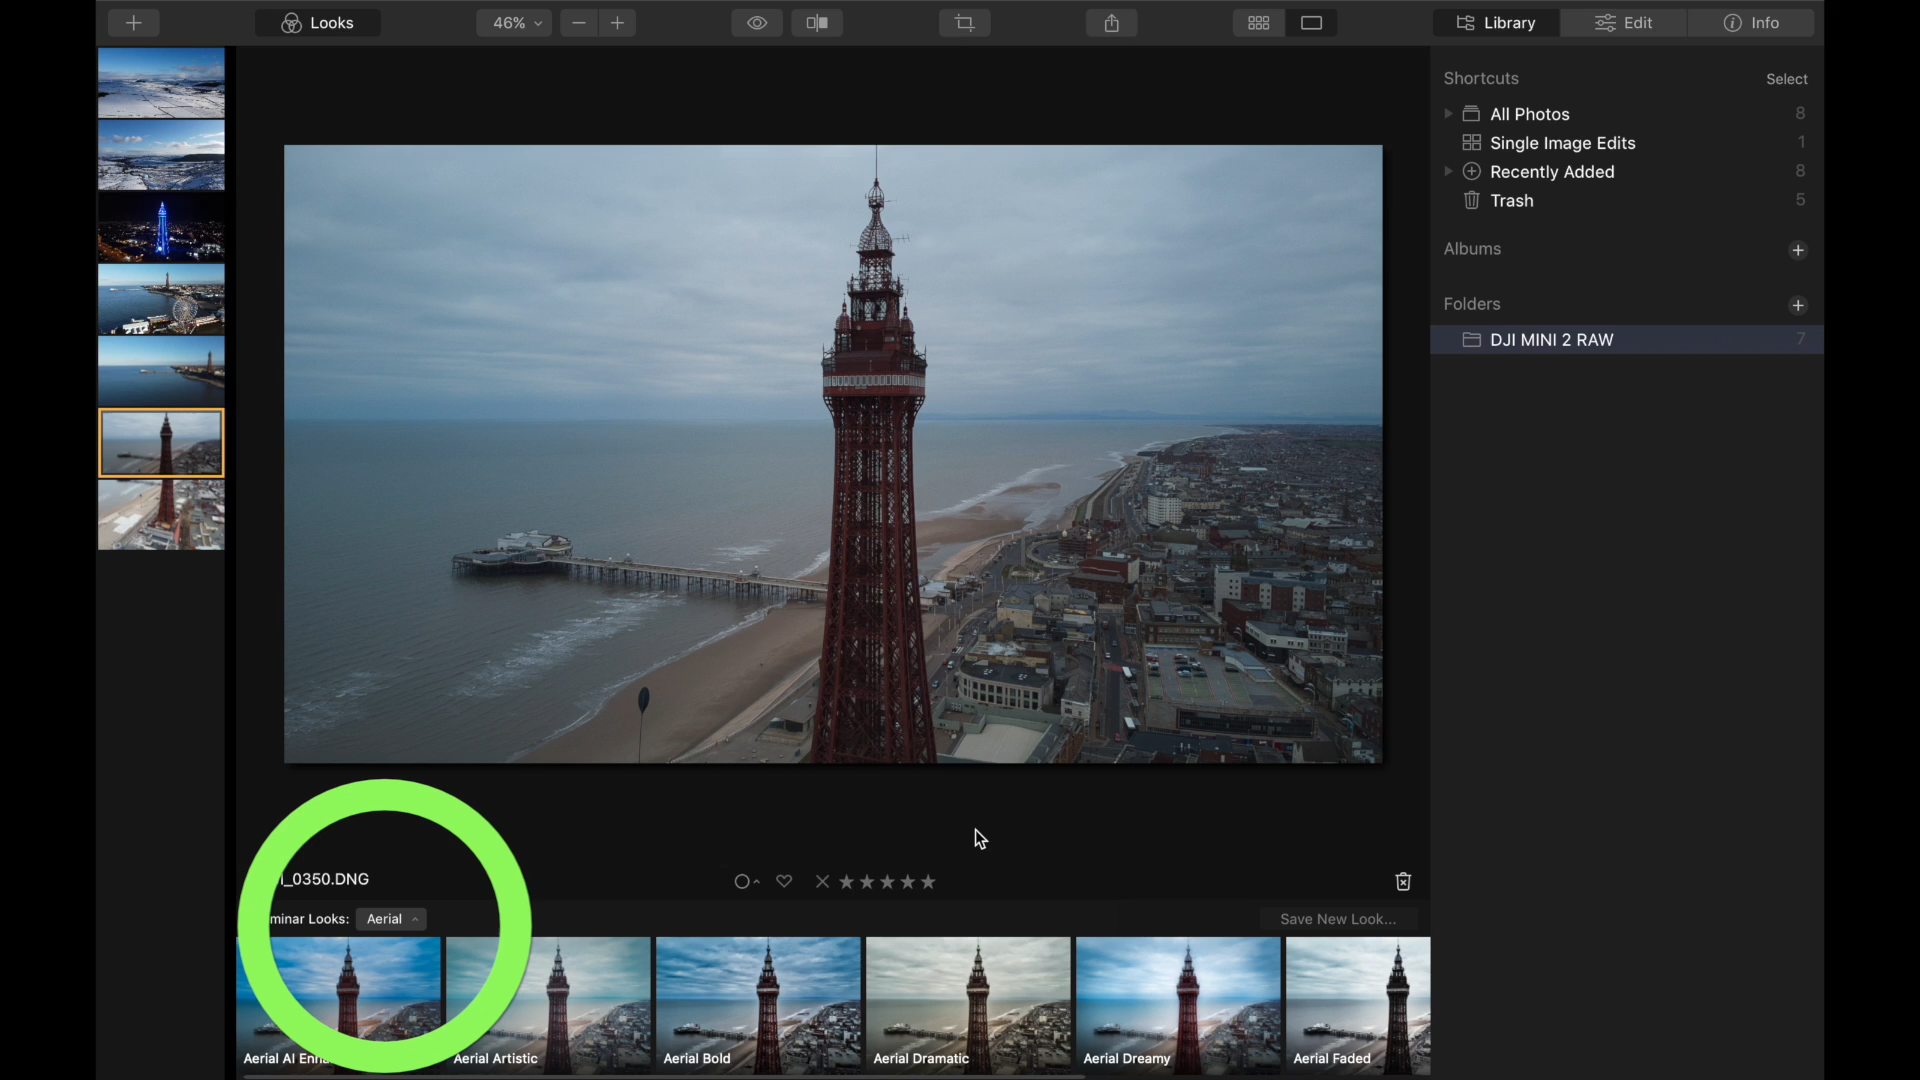 Looks
46%
Library
Edit
Info
Shortcuts
Select
All Photos
8
Single Image Edits
1
Recently Added
8
Trash
5
Albums
Folders
DJI MINI 2 RAW
7
I_0350.DNG
minar Looks: Aerial
Save New Look...
Aerial AI Enha
Aerial Artistic
Aerial Bold
Aerial Dramatic
Aerial Dreamy
Aerial Faded